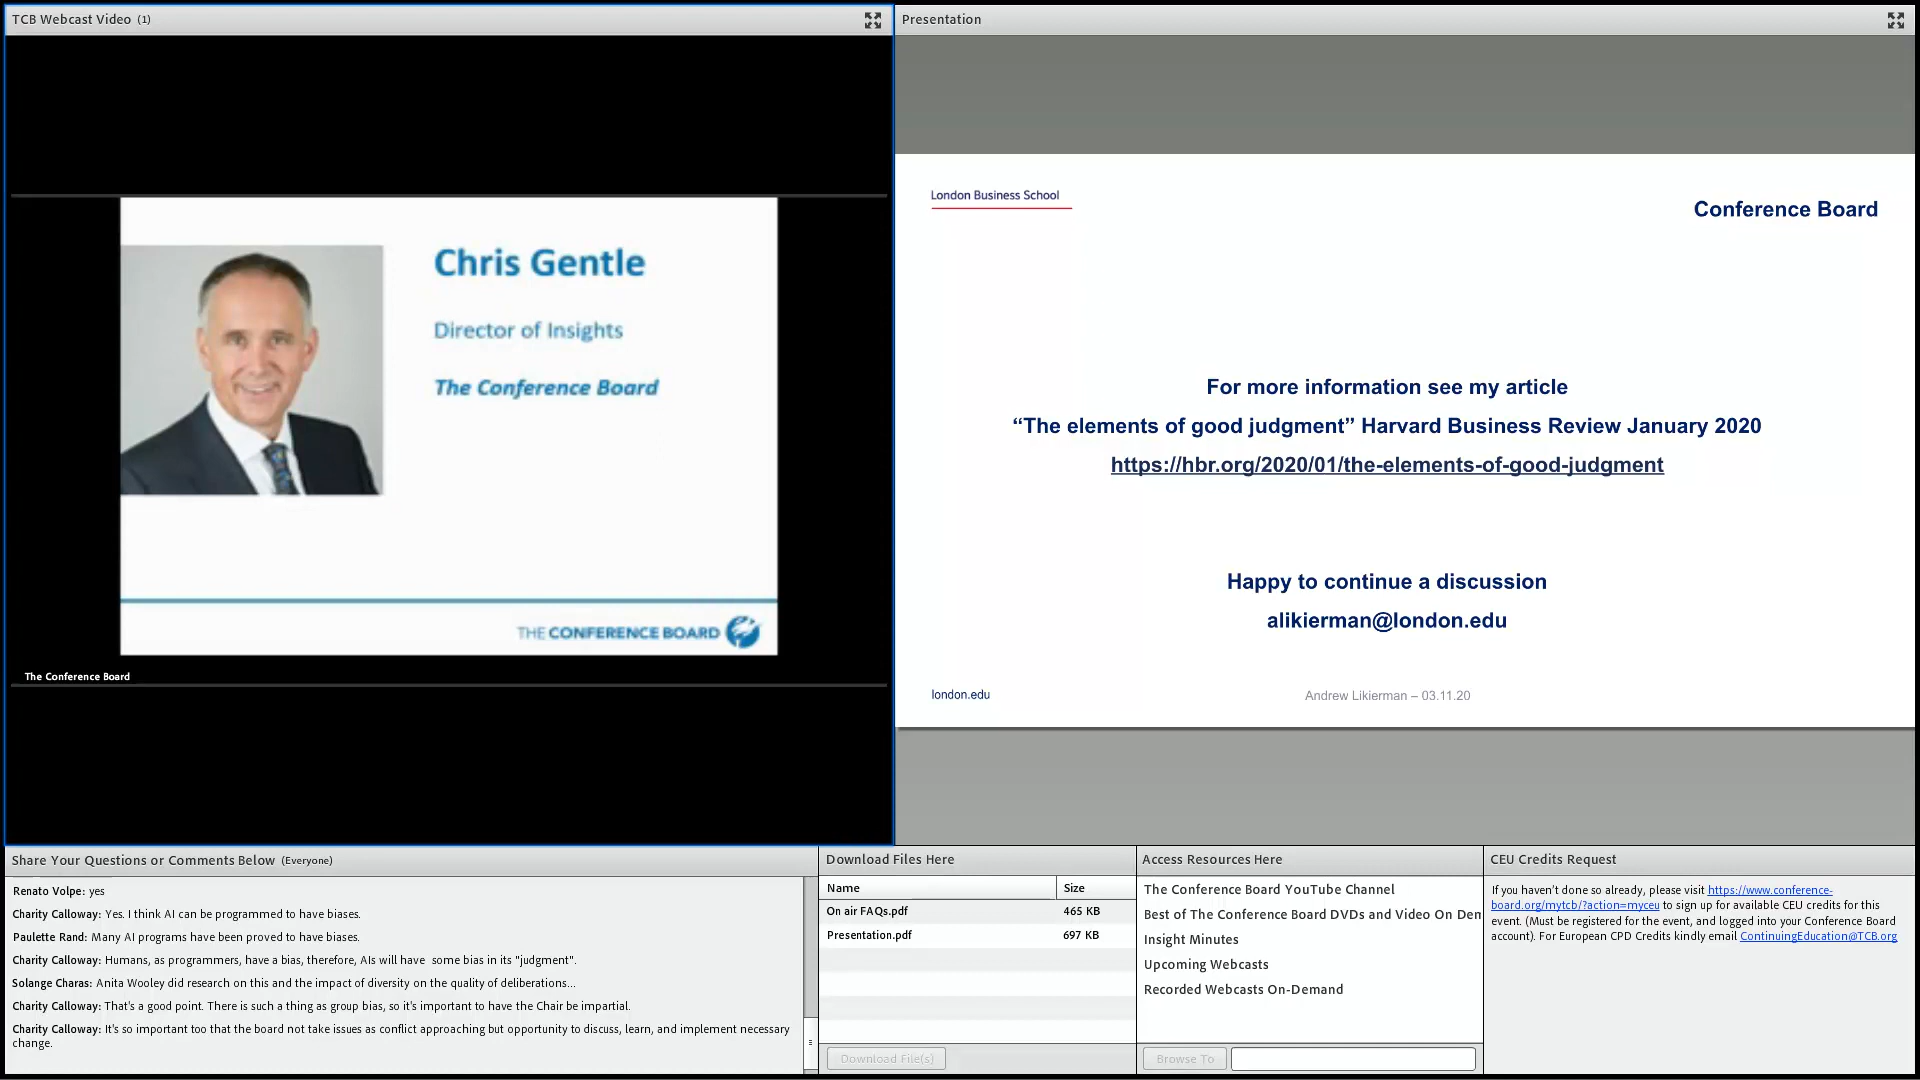 TCB Webcast Video (1)
Chris Gentle
Director of Insights
The Conference Board
THE CONFERENCE BOARD
The Conference Board
Presentation
London Business School
Conference Board
For more information see my article
“The elements of good judgment” Harvard Business Review January 2020
https://hbr.org/2020/01/the-elements-of-good-judgment
Happy to continue a discussion
alikierman@london.edu
london.edu
Andrew Likierman – 03.11.20
Share Your Questions or Comments Below (Everyone)
Renato Volpe: yes
Charity Calloway: Yes. I think AI can be programmed to have biases.
Paulette Rand: Many AI programs have been proved to have biases.
Charity Calloway: Humans, as programmers, have a bias, therefore, AIs will have  some bias in its "judgment".
Solange Charas: Anita Wooley did research on this and the impact of diversity on the quality of deliberations...
Charity Calloway: That's a good point. There is such a thing as group bias, so it's important to have the Chair be impartial.
Charity Calloway: It's so important too that the board not take issues as conflict approaching but opportunity to discuss, learn, and implement necessary
change.
Download Files Here
Name Size
On air FAQs.pdf 465 KB
Presentation.pdf 697 KB
Download File(s)
Access Resources Here
The Conference Board YouTube Channel
Best of The Conference Board DVDs and Video On Dem
Insight Minutes
Upcoming Webcasts
Recorded Webcasts On-Demand
Browse To
CEU Credits Request
If you haven't done so already, please visit https://www.conference-
board.org/mytcb/?action=myceu to sign up for available CEU credits for this
event. (Must be registered for the event, and logged into your Conference Board
account). For European CPD Credits kindly email ContinuingEducation@TCB.org